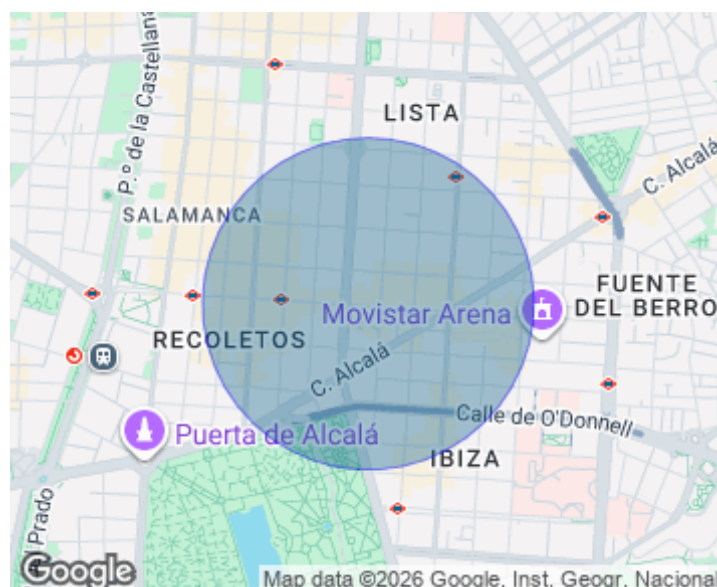 P.º de la Castellana
LISTA
C. Alcalá
SALAMANCA
FUENTE
DEL BERRO
Movistar Arena
RECOLETOS
C. Alcalá
Calle de O'Donnell
Puerta de Alcalá
IBIZA
Prado
Google
Map data ©2026 Google, Inst. Geogr. Nacional